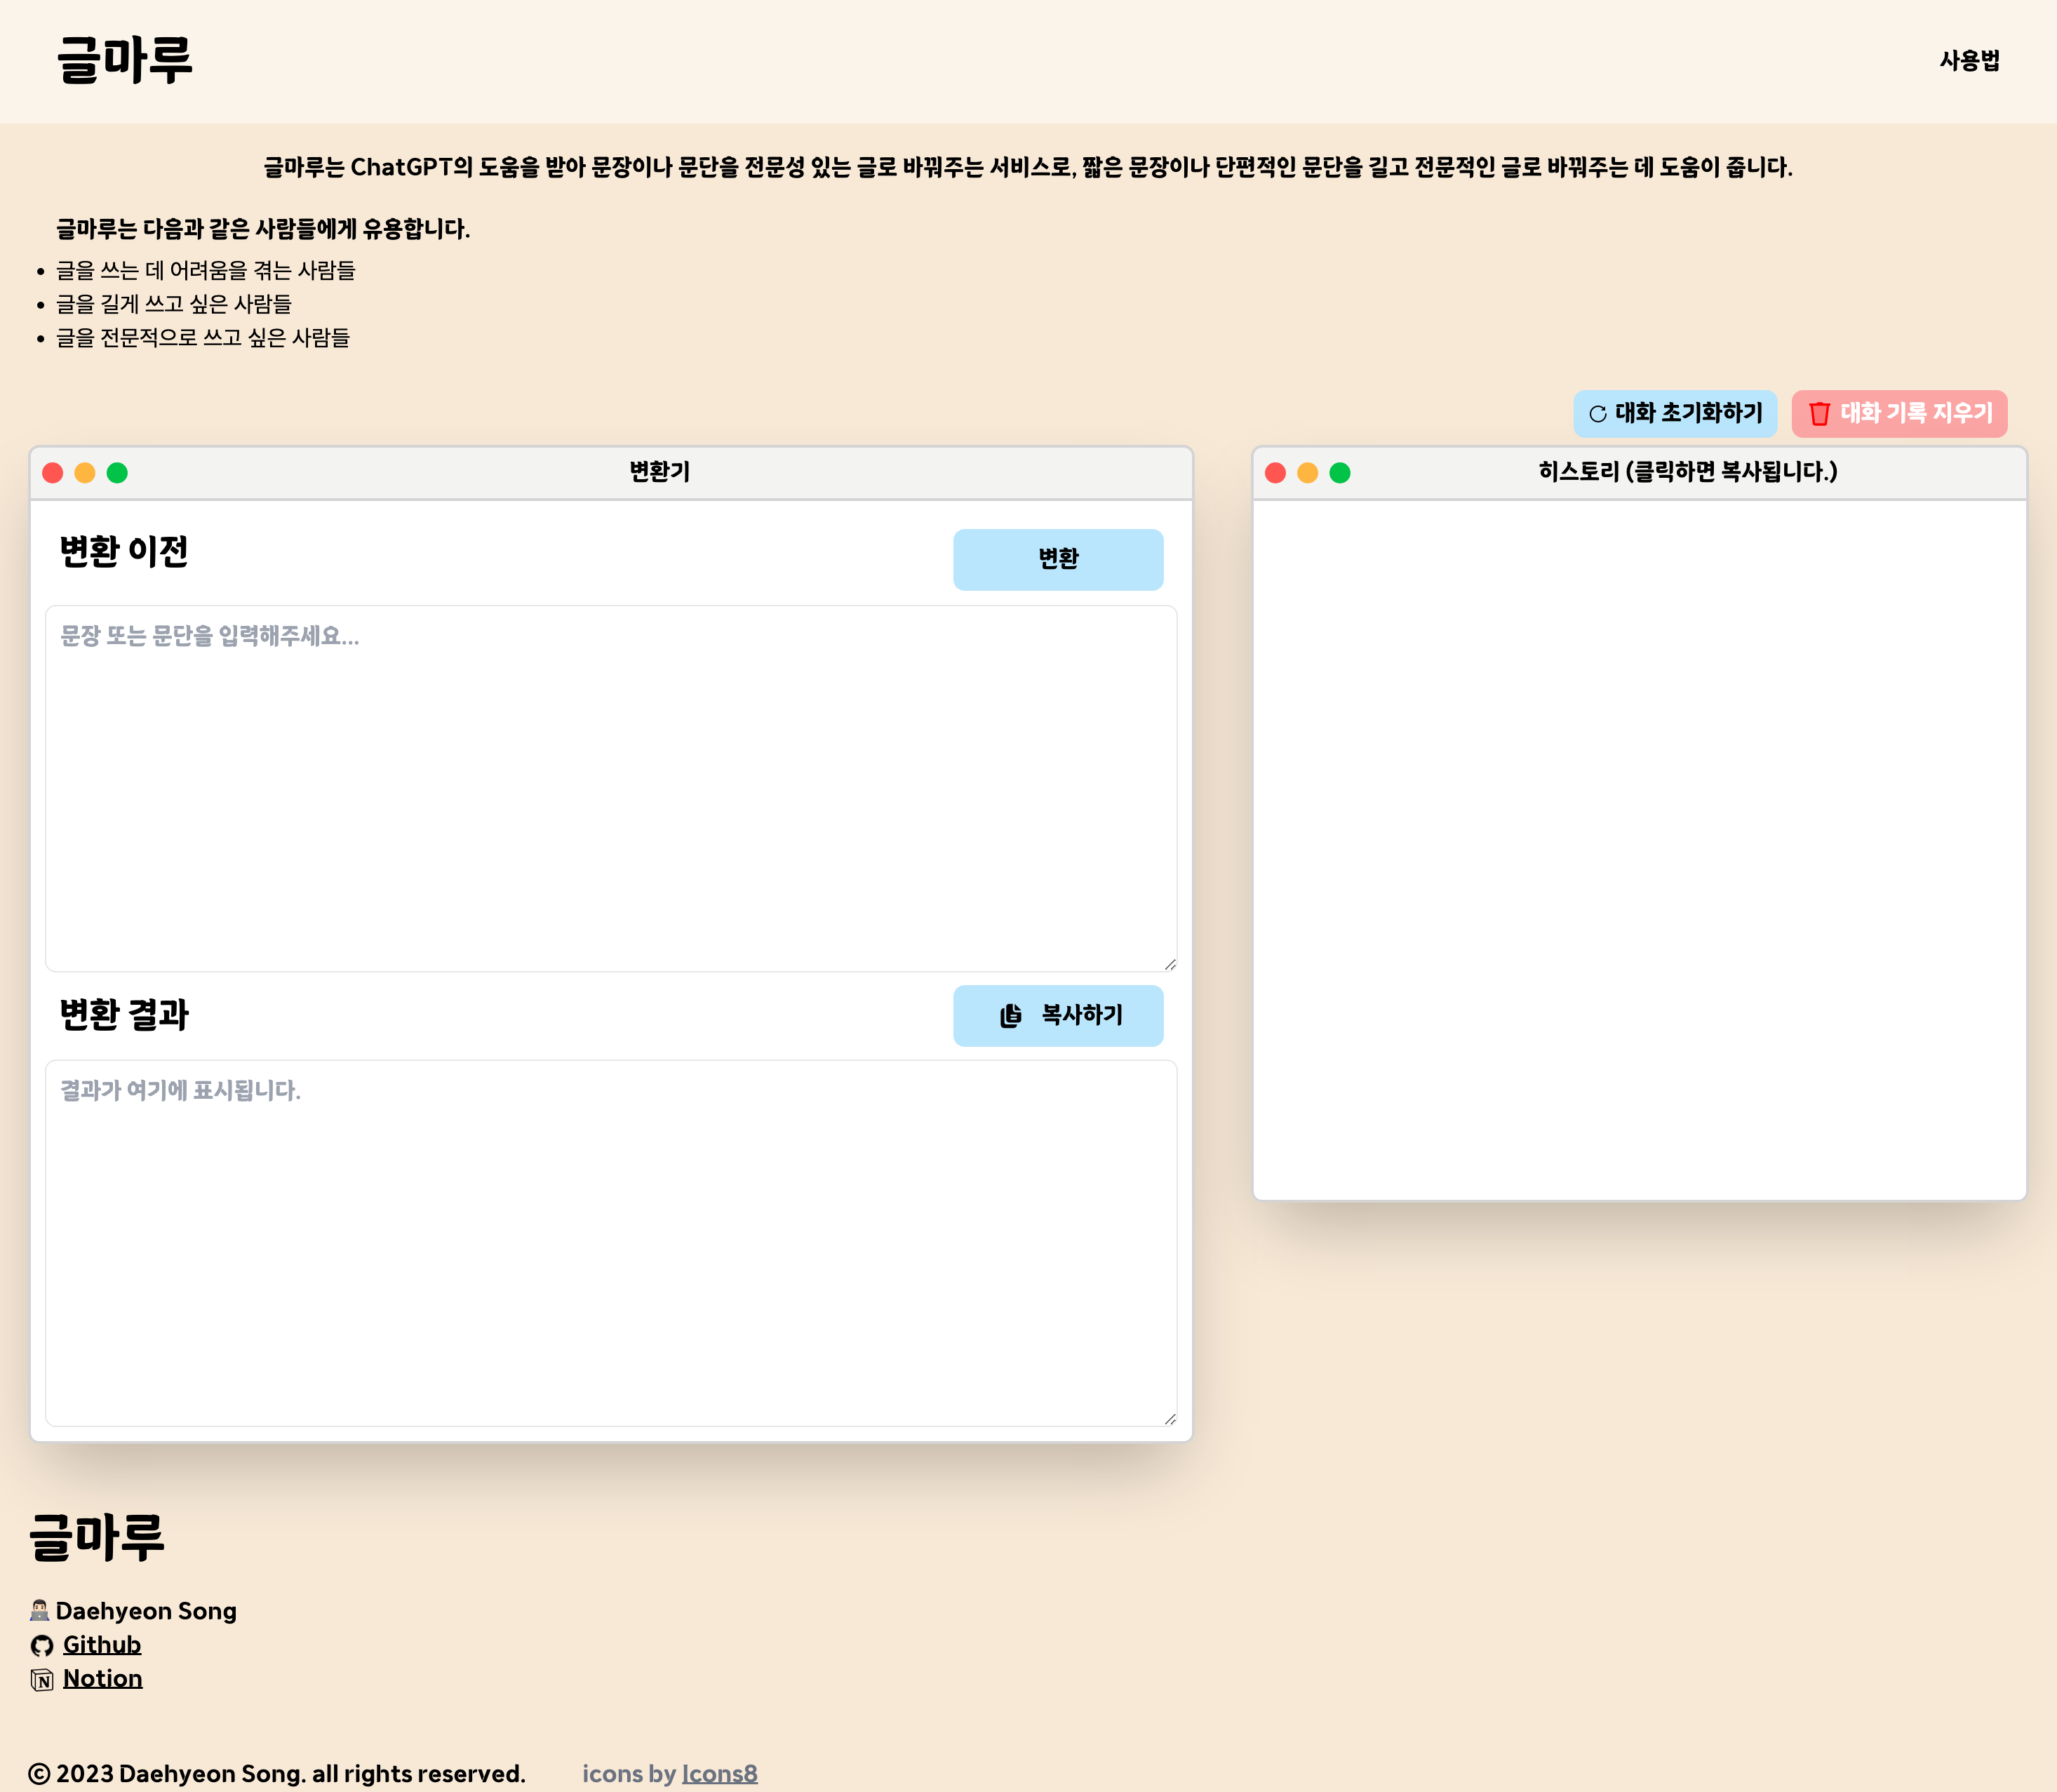 글마루
사용법
글마루는 ChatGPT의 도움을 받아 문장이나 문단을 전문성 있는 글로 바꿔주는 서비스로, 짧은 문장이나 단편적인 문단을 길고 전문적인 글로 바꿔주는 데 도움이 줍니다.
글마루는 다음과 같은 사람들에게 유용합니다.
• 글을 쓰는 데 어려움을 겪는 사람들
• 글을 길게 쓰고 싶은 사람들
• 글을 전문적으로 쓰고 싶은 사람들
대화 초기화하기
대화 기록 지우기
변환기
변환 이전
변환
문장 또는 문단을 입력해주세요...
변환 결과
복사하기
결과가 여기에 표시됩니다.
히스토리 (클릭하면 복사됩니다.)
글마루
Daehyeon Song
Github
Notion
© 2023 Daehyeon Song. all rights reserved.
icons by Icons8